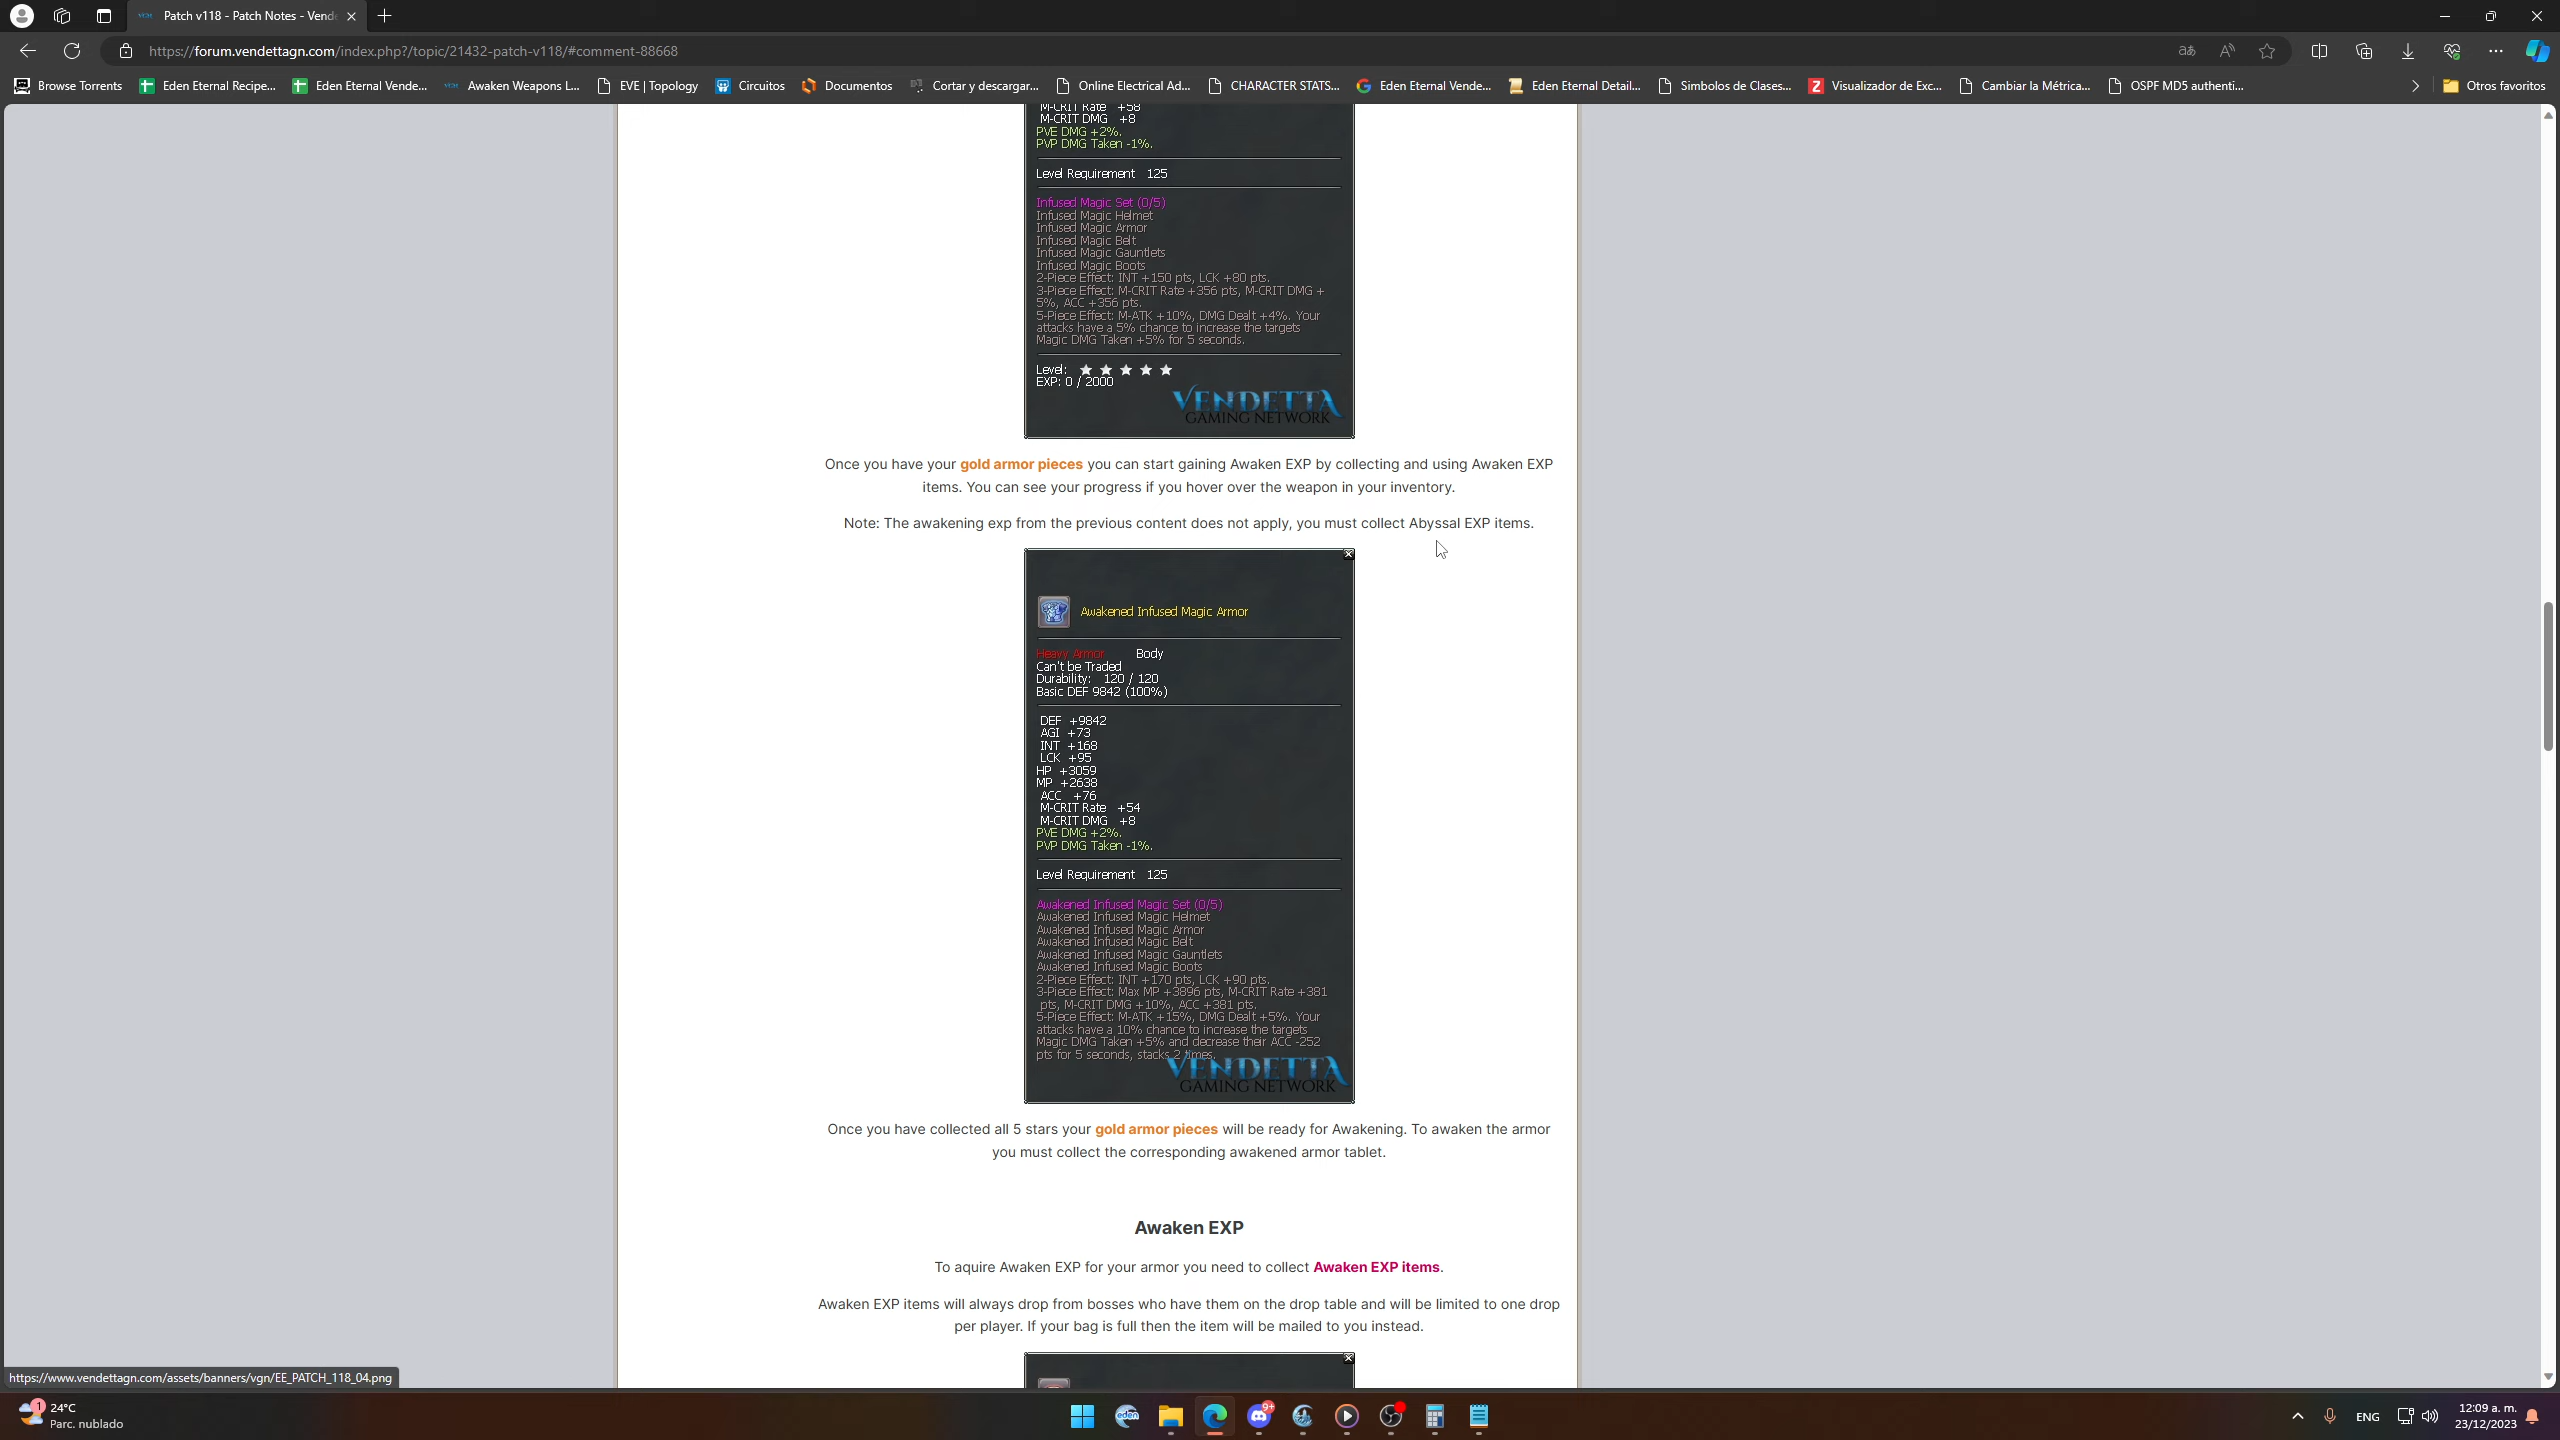 Patch v118 - Patch Notes - Vend
https://forum.vendettagn.com/index.php?/topic/21432-patch-v118/#comment-88668
Browse Torrents
Eden Eternal Recipe...
Eden Eternal Vende...
Awaken Weapons L...
EVE | Topology
Circuitos
Documentos
Cortar y descargar...
Online Electrical Ad...
CHARACTER STATS...
Eden Eternal Vende...
Eden Eternal Detail...
Simbolos de Clases...
Visualizador de Exc...
Cambiar la Métrica...
OSPF MD5 authenti...
Otros favoritos
M-CRIT Rate +58
M-CRIT DMG +8
PVE DMG +2%.
PVP DMG Taken -1%.
Level Requirement 125
Infused Magic Set (0/5)
Infused Magic Helmet
Infused Magic Armor
Infused Magic Belt
Infused Magic Gauntlets
Infused Magic Boots
2-Piece Effect: INT +150 pts, LCK +80 pts.
3-Piece Effect: M-CRIT Rate +356 pts, M-CRIT DMG +
5%, ACC +356 pts.
5-Piece Effect: M-ATK +10%, DMG Dealt +4%. Your
attacks have a 5% chance to increase the targets
Magic DMG Taken +5% for 5 seconds.
Level: ★ ★ ★ ★ ★
EXP: 0 / 2000
VENDETTA
GAMING NETWORK
Once you have your gold armor pieces you can start gaining Awaken EXP by collecting and using Awaken EXP
items. You can see your progress if you hover over the weapon in your inventory.
Note: The awakening exp from the previous content does not apply, you must collect Abyssal EXP items.
Awakened Infused Magic Armor
Heavy Armor Body
Can't be Traded
Durability: 120 / 120
Basic DEF 9842 (100%)
DEF +9842
AGI +73
INT +168
LCK +95
HP +3059
MP +2638
ACC +76
M-CRIT Rate +54
M-CRIT DMG +8
PVE DMG +2%.
PVP DMG Taken -1%.
Level Requirement 125
Awakened Infused Magic Set (0/5)
Awakened Infused Magic Helmet
Awakened Infused Magic Armor
Awakened Infused Magic Belt
Awakened Infused Magic Gauntlets
Awakened Infused Magic Boots
2-Piece Effect: INT +170 pts, LCK +90 pts.
3-Piece Effect: Max MP +3896 pts, M-CRIT Rate +381
pts, M-CRIT DMG +10%, ACC +381 pts.
5-Piece Effect: M-ATK +15%, DMG Dealt +5%. Your
attacks have a 10% chance to increase the targets
Magic DMG Taken +5% and decrease their ACC -252
pts for 5 seconds, stacks 2 times.
VENDETTA
GAMING NETWORK
Once you have collected all 5 stars your gold armor pieces will be ready for Awakening. To awaken the armor
you must collect the corresponding awakened armor tablet.
Awaken EXP
To aquire Awaken EXP for your armor you need to collect Awaken EXP items.
Awaken EXP items will always drop from bosses who have them on the drop table and will be limited to one drop
per player. If your bag is full then the item will be mailed to you instead.
https://www.vendettagn.com/assets/banners/vgn/EE_PATCH_118_04.png
1
24°C
Parc. nublado
eden
9+
ENG
12:09 a. m.
23/12/2023